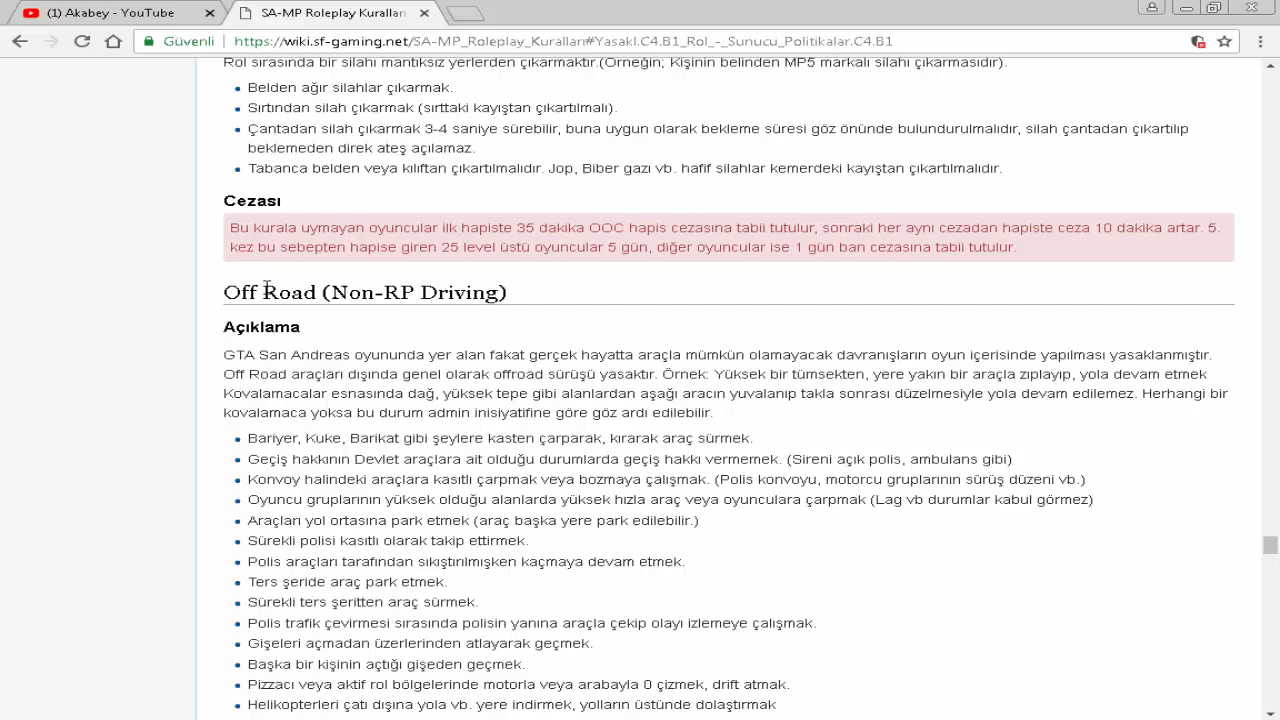 (1) Akabey - YouTube
SA-MP Roleplay Kuralları
Güvenli
https://wiki.sf-gaming.net/SA-MP_Roleplay_Kuralları#Yasakl.C4.B1_Rol_-_Sunucu_Politikalar.C4.B1
Rol sırasında bir silahı mantıksız yerlerden çıkarmaktır.(Örneğin; Kişinin belinden MP5 markalı silahı çıkarmasıdır).
Belden ağır silahlar çıkarmak.
Sırtından silah çıkarmak (sırttaki kayıştan çıkartılmalı).
Çantadan silah çıkarmak 3-4 saniye sürebilir, buna uygun olarak bekleme süresi göz önünde bulundurulmalıdır, silah çantadan çıkartılıp
beklemeden direk ateş açılamaz.
Tabanca belden veya kılıftan çıkartılmalıdır. Jop, Biber gazı vb. hafif silahlar kemerdeki kayıştan çıkartılmalıdır.
Cezası
Bu kurala uymayan oyuncular ilk hapiste 35 dakika OOC hapis cezasına tabii tutulur, sonraki her aynı cezadan hapiste ceza 10 dakika artar. 5.
kez bu sebepten hapise giren 25 level üstü oyuncular 5 gün, diğer oyuncular ise 1 gün ban cezasına tabii tutulur.
Off Road (Non-RP Driving)
Açıklama
GTA San Andreas oyununda yer alan fakat gerçek hayatta araçla mümkün olamayacak davranışların oyun içerisinde yapılması yasaklanmıştır.
Off Road araçları dışında genel olarak offroad sürüşü yasaktır. Örnek: Yüksek bir tümsekten, yere yakın bir araçla zıplayıp, yola devam etmek
Kovalamacalar esnasında dağ, yüksek tepe gibi alanlardan aşağı aracın yuvalanıp takla sonrası düzelmesiyle yola devam edilemez. Herhangi bir
kovalamaca yoksa bu durum admin inisiyatifine göre göz ardı edilebilir.
Bariyer, Kuke, Barikat gibi şeylere kasten çarparak, kırarak araç sürmek.
Geçiş hakkının Devlet araçlara ait olduğu durumlarda geçiş hakkı vermemek. (Sireni açık polis, ambulans gibi)
Konvoy halindeki araçlara kasıtlı çarpmak veya bozmaya çalışmak. (Polis konvoyu, motorcu gruplarının sürüş düzeni vb.)
Oyuncu gruplarının yüksek olduğu alanlarda yüksek hızla araç veya oyunculara çarpmak (Lag vb durumlar kabul görmez)
Araçları yol ortasına park etmek (araç başka yere park edilebilir.)
Sürekli polisi kasıtlı olarak takip ettirmek.
Polis araçları tarafından sıkıştırılmışken kaçmaya devam etmek.
Ters şeride araç park etmek.
Sürekli ters şeritten araç sürmek.
Polis trafik çevirmesi sırasında polisin yanına araçla çekip olayı izlemeye çalışmak.
Gişeleri açmadan üzerlerinden atlayarak geçmek.
Başka bir kişinin açtığı gişeden geçmek.
Pizzacı veya aktif rol bölgelerinde motorla veya arabayla 0 çizmek, drift atmak.
Helikopterleri çatı dışına yola vb. yere indirmek, yolların üstünde dolaştırmak